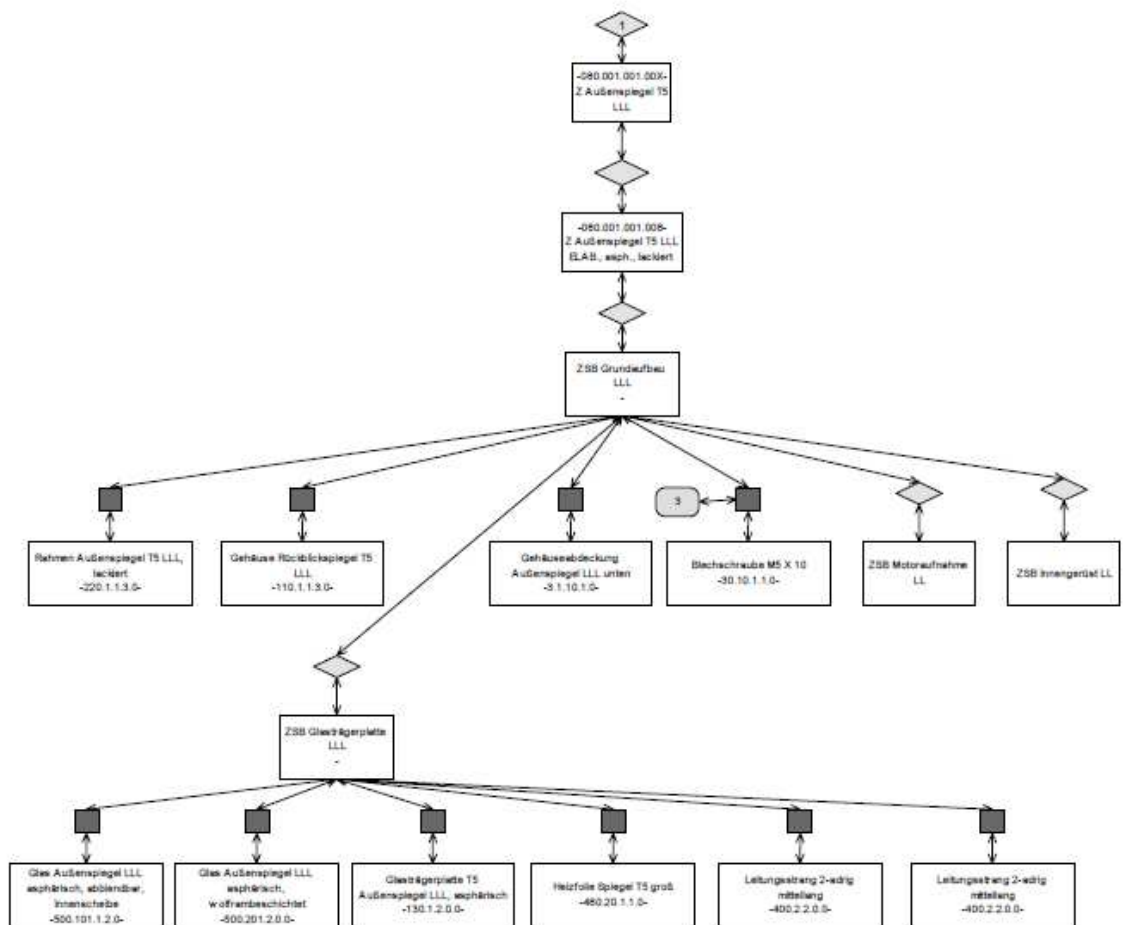 1
-080.001.001.00X-
Z Außenspiegel T5
LLL
-080.001.001.008-
Z Außenspiegel T5 LLL
ELAB., asph., lackiert
ZSB Grundaufbau
LLL
-
3
Rahmen Außenspiegel T5 LLL,
lackiert
-220.1.1.3.0-
Gehäuse Rückblickspiegel T5
LLL
-110.1.1.3.0-
Gehäuseabdeckung
Außenspiegel LLL unten
-3.1.10.1.0-
Blechschraube M5 X 10
-30.10.1.1.0-
ZSB Motoraufnahme
LL
ZSB Innengerüst LL
ZSB Glasträgerplatte
LLL
-
Glas Außenspiegel LLL
asphärisch, abblendbar,
Innenscheibe
-500.101.1.2.0-
Glas Außenspiegel LLL
asphärisch,
wolframbeschichtet
-500.201.2.0.0-
Glasträgerplatte T5
Außenspiegel LLL, asphärisch
-130.1.2.0.0-
Heizfolie Spiegel T5 groß
-480.20.1.1.0-
Leitungsstrang 2-adrig
mittellang
-400.2.2.0.0-
Leitungsstrang 2-adrig
mittellang
-400.2.2.0.0-